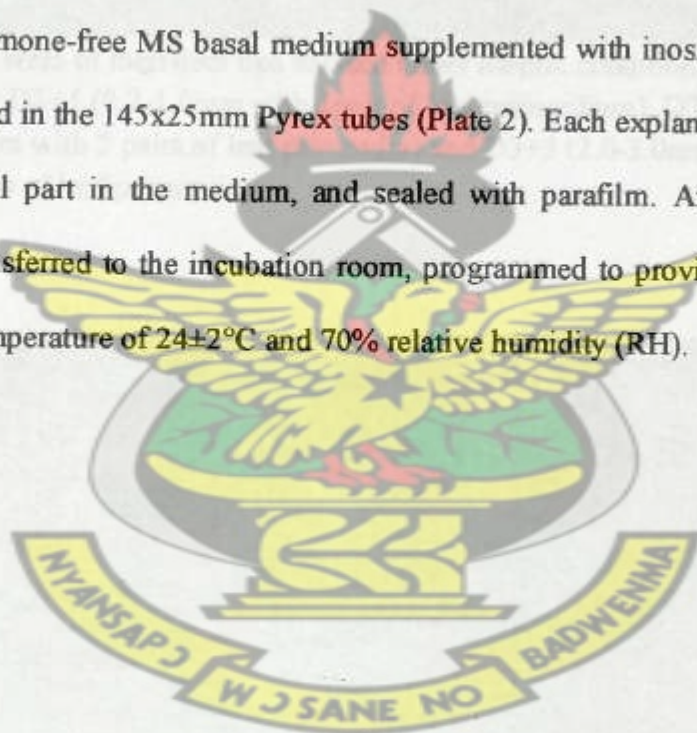 mone-free MS basal medium supplemented with inos
d in the 145x25mm Pyrex tubes (Plate 2). Each explan
l part in the medium, and sealed with parafilm. A
sferred to the incubation room, programmed to provi
nperature of 24±2°C and 70% relative humidity (RH).
NYANSAPƆ
WƆSANE NO
BADWENMA